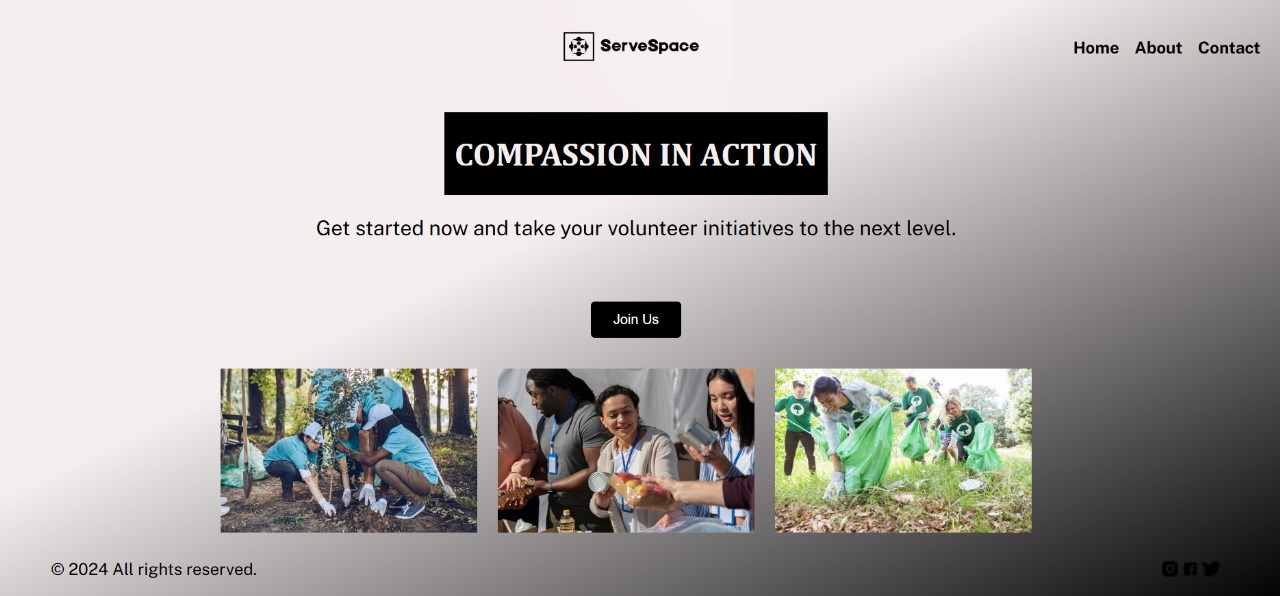 ServeSpace
Home About Contact
COMPASSION IN ACTION
Get started now and take your volunteer initiatives to the next level.
Join Us
© 2024 All rights reserved.